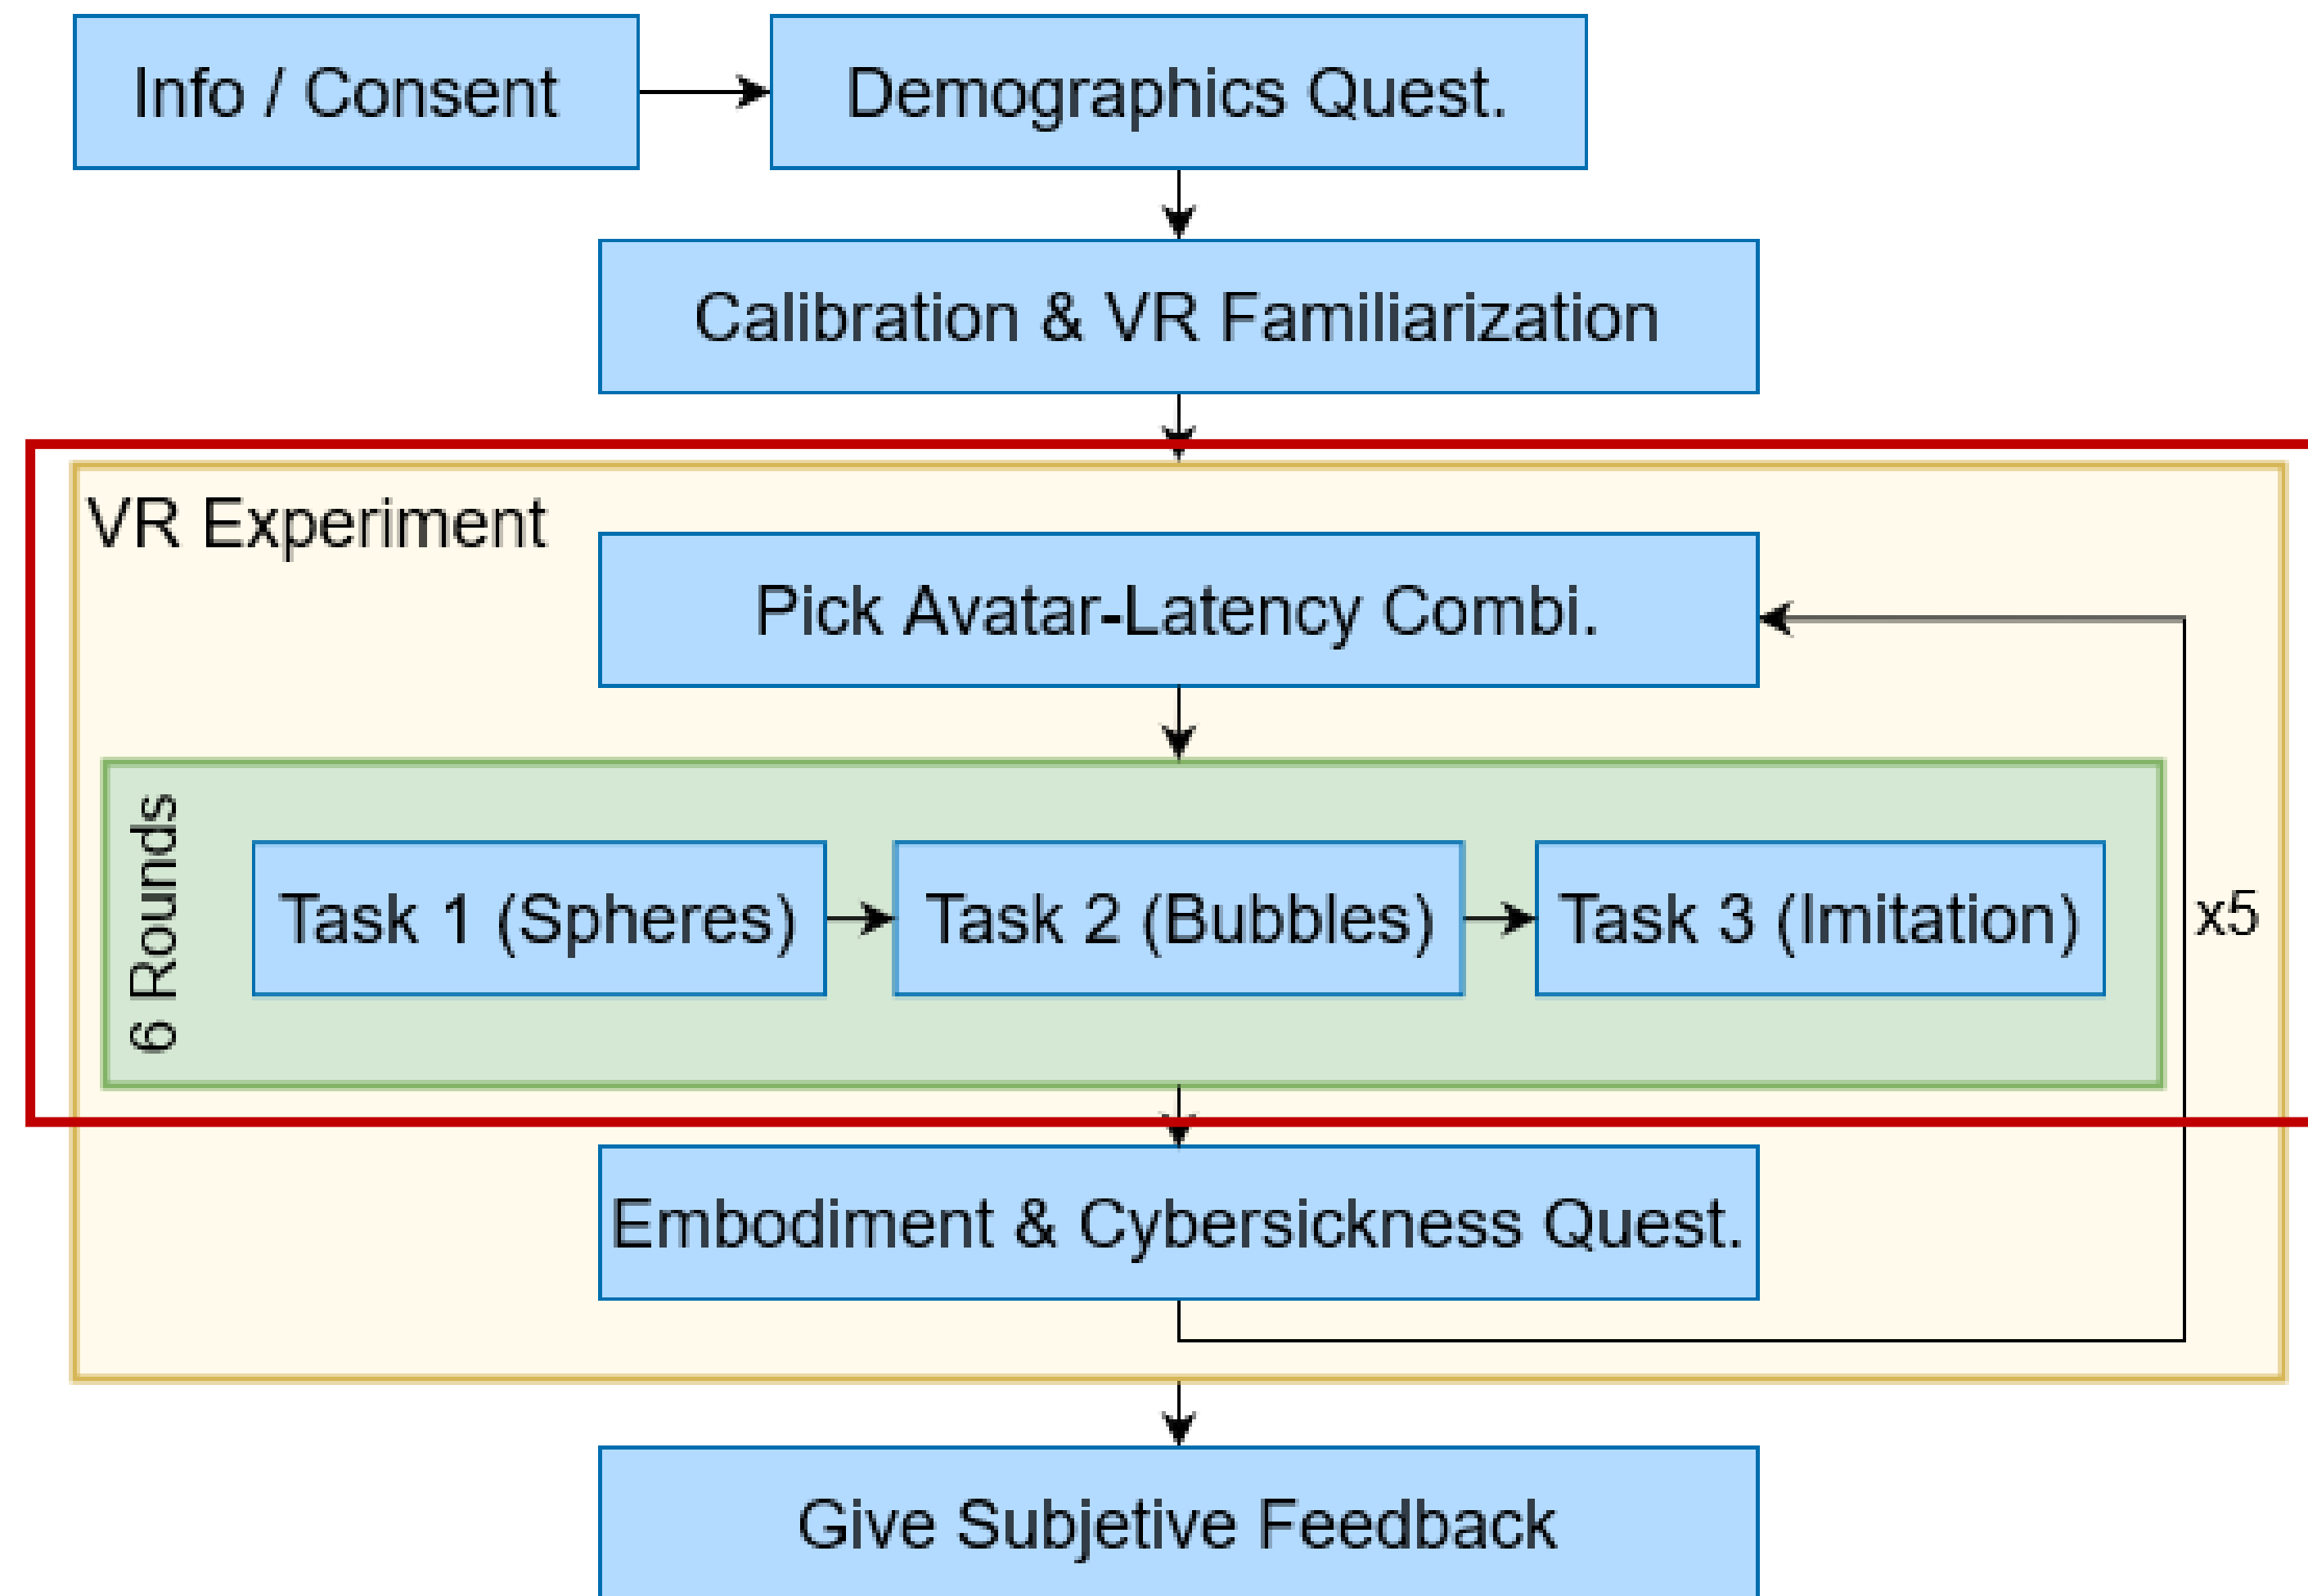 Info / Consent
Demographics Quest.
Calibration & VR Familiarization
VR Experiment
Pick Avatar-Latency Combi.
6 Rounds
Task 1 (Spheres)
Task 2 (Bubbles)
Task 3 (Imitation)
x5
Embodiment & Cybersickness Quest.
Give Subjetive Feedback